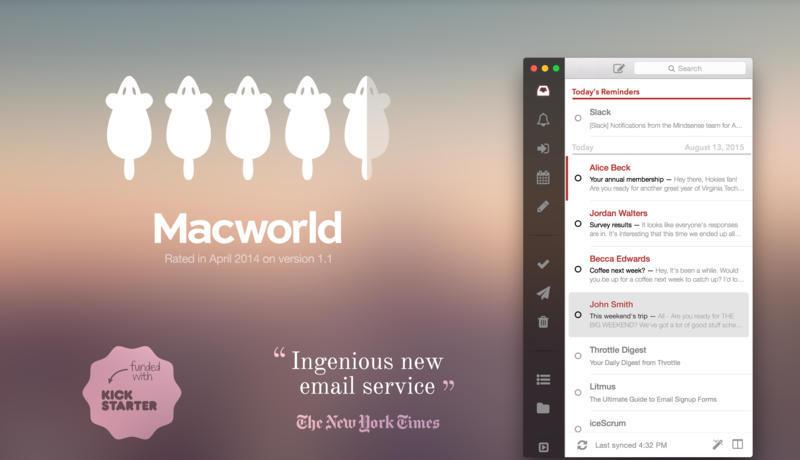 Macworld
Rated in April 2014 on version 1.1
funded
with
KICK
STARTER
“ Ingenious new
email service ”
The New York Times
Search
Today's Reminders
Slack
[Slack] Notifications from the Mindsense team for A...
Today August 13, 2015
Alice Beck
Your annual membership — Hey there, Hokies fan!
Are you ready for another great year of Virginia Tech...
Jordan Walters
Survey results — It looks like everyone's responses
are in. It's interesting that this time we ended up all...
Becca Edwards
Coffee next week? — Hey, It's been a while. Would
you be up for a coffee next week to catch up? I'd lo...
John Smith
This weekend's trip — All - Are you ready for THE
BIG WEEKEND? We've got a lot of good stuff sche...
Throttle Digest
Your Daily Digest from Throttle
Litmus
The Ultimate Guide to Email Signup Forms
iceScrum
Last synced 4:32 PM